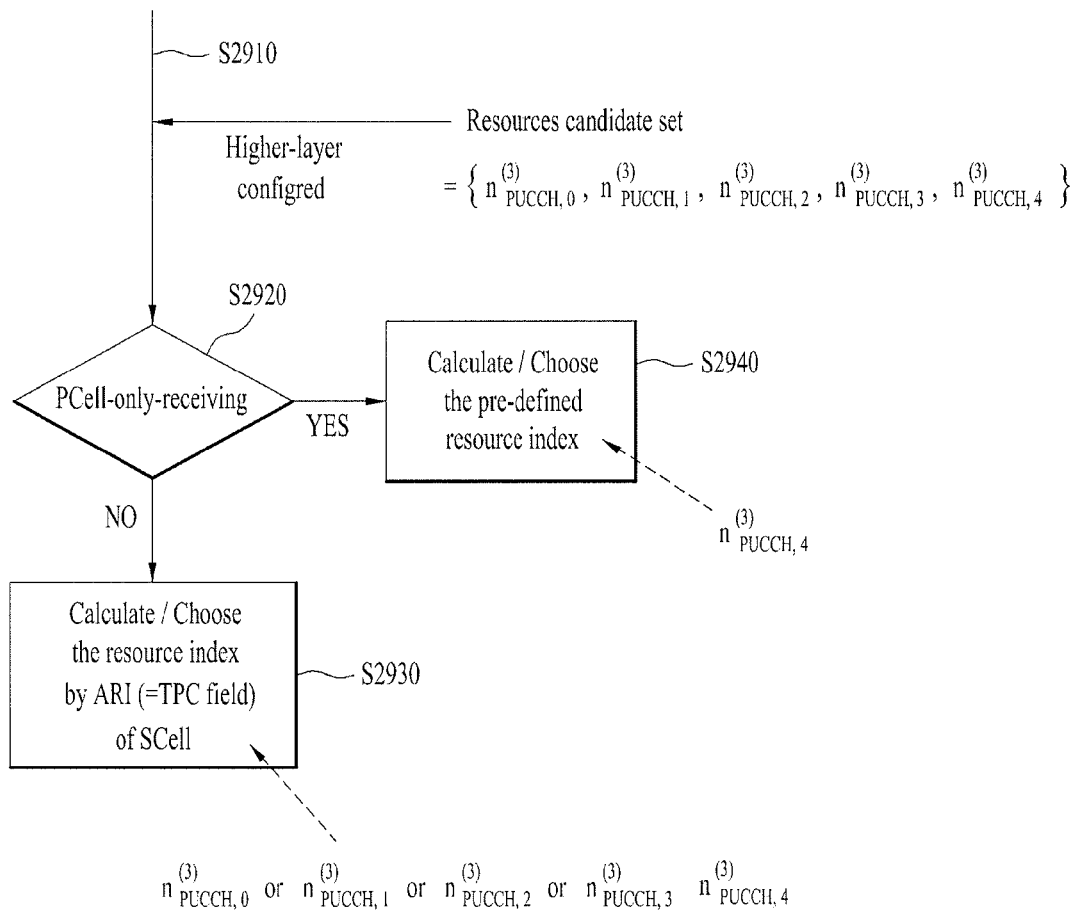 S2910
Resources candidate set
Higher-layer
configred
= { n^{(3)}_{PUCCH, 0} , n^{(3)}_{PUCCH, 1} , n^{(3)}_{PUCCH, 2} , n^{(3)}_{PUCCH, 3} , n^{(3)}_{PUCCH, 4} }
S2920
PCell-only-receiving
YES
Calculate / Choose
the pre-defined
resource index
S2940
n^{(3)}_{PUCCH, 4}
NO
Calculate / Choose
the resource index
by ARI (=TPC field)
of SCell
S2930
n^{(3)}_{PUCCH, 0} or n^{(3)}_{PUCCH, 1} or n^{(3)}_{PUCCH, 2} or n^{(3)}_{PUCCH, 3} n^{(3)}_{PUCCH, 4}